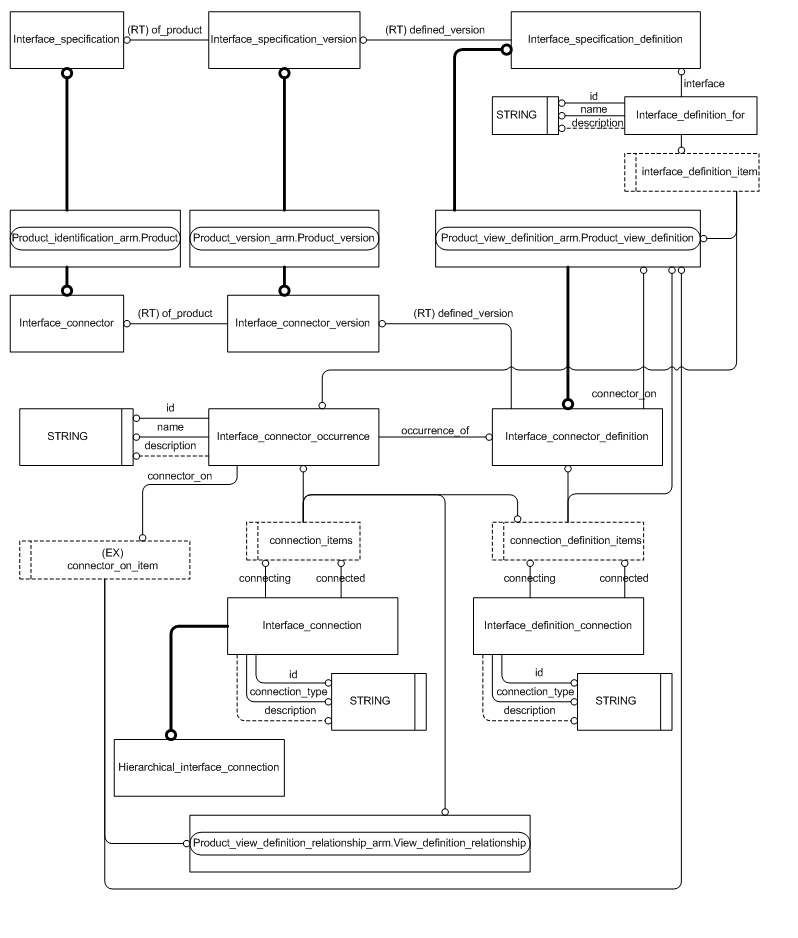 Interface_specification
(RT) of_product
Interface_specification_version
(RT) defined_version
Interface_specification_definition
interface
id
name
description
STRING
Interface_definition_for
interface_definition_item
Product_identification_arm.Product
Product_version_arm.Product_version
Product_view_definition_arm.Product_view_definition
Interface_connector
(RT) of_product
Interface_connector_version
(RT) defined_version
connector_on
STRING
id
name
description
Interface_connector_occurrence
occurrence_of
Interface_connector_definition
connector_on
(EX)
connector_on_item
connection_items
connection_definition_items
connecting
connected
connecting
connected
Interface_connection
Interface_definition_connection
id
connection_type
description
STRING
id
connection_type
description
STRING
Hierarchical_interface_connection
Product_view_definition_relationship_arm.View_definition_relationship